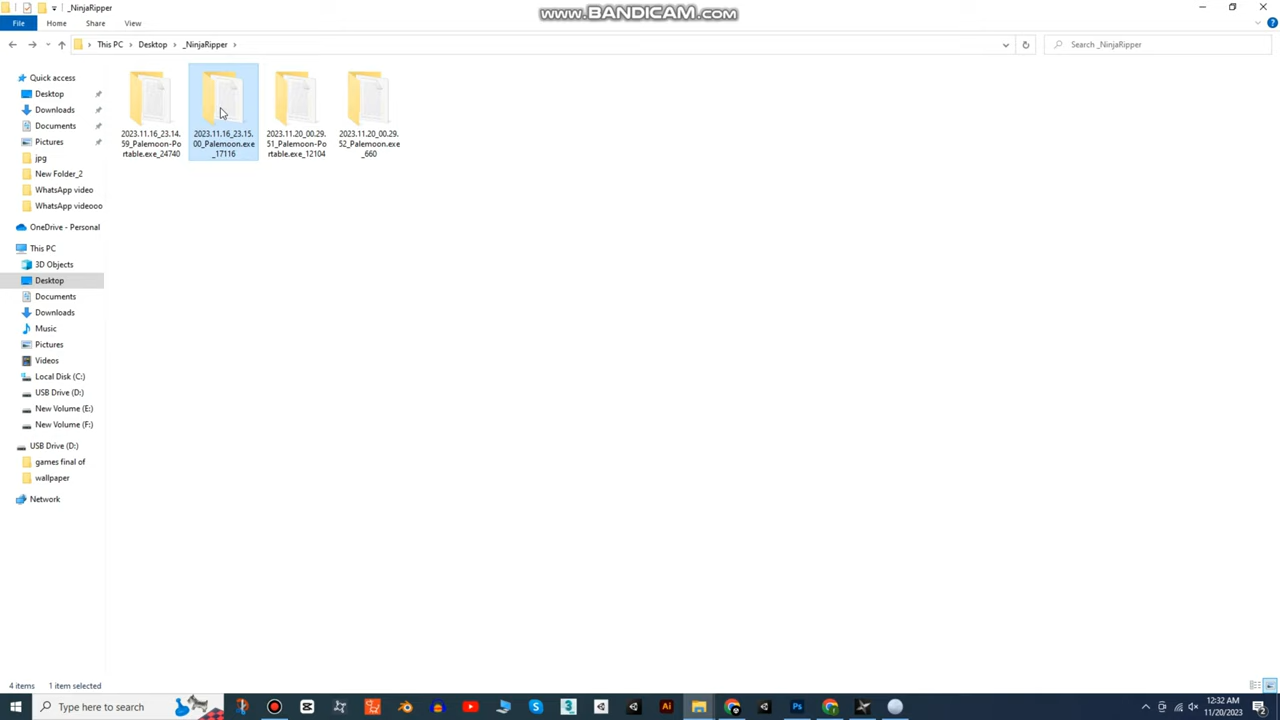 _NinjaRipper
WWW.BANDICAM.COM
File
Home
Share
View
This PC
Desktop
_NinjaRipper
Search _NinjaRipper
Quick access
Desktop
Downloads
Documents
Pictures
jpg
New Folder_2
WhatsApp video
WhatsApp videooo
OneDrive - Personal
This PC
3D Objects
Desktop
Documents
Downloads
Music
Pictures
Videos
Local Disk (C:)
USB Drive (D:)
New Volume (E:)
New Volume (F:)
USB Drive (D:)
games final of
wallpaper
Network
2023.11.16_23.14.
59_Palemoon-Po
rtable.exe_24740
2023.11.16_23.15.
00_Palemoon.exe
_17116
2023.11.20_00.29.
51_Palemoon-Po
rtable.exe_12104
2023.11.20_00.29.
52_Palemoon.exe
_660
4 items
1 item selected
Type here to search
Ai
Ps
12:32 AM
11/20/2023
2